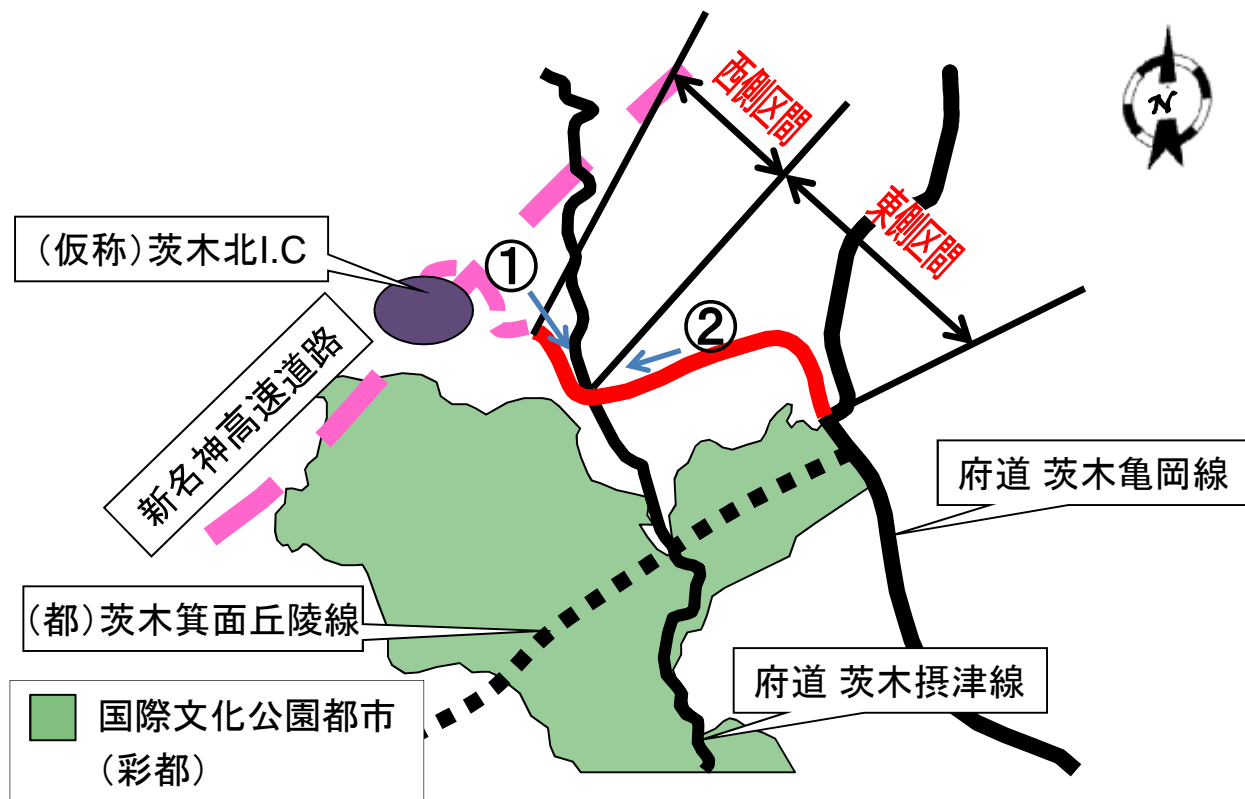 西側区間
N
東側区間
(仮称)茨木北I.C
①
②
新名神高速道路
府道 茨木亀岡線
(都)茨木箕面丘陵線
府道 茨木摂津線
国際文化公園都市
(彩都)